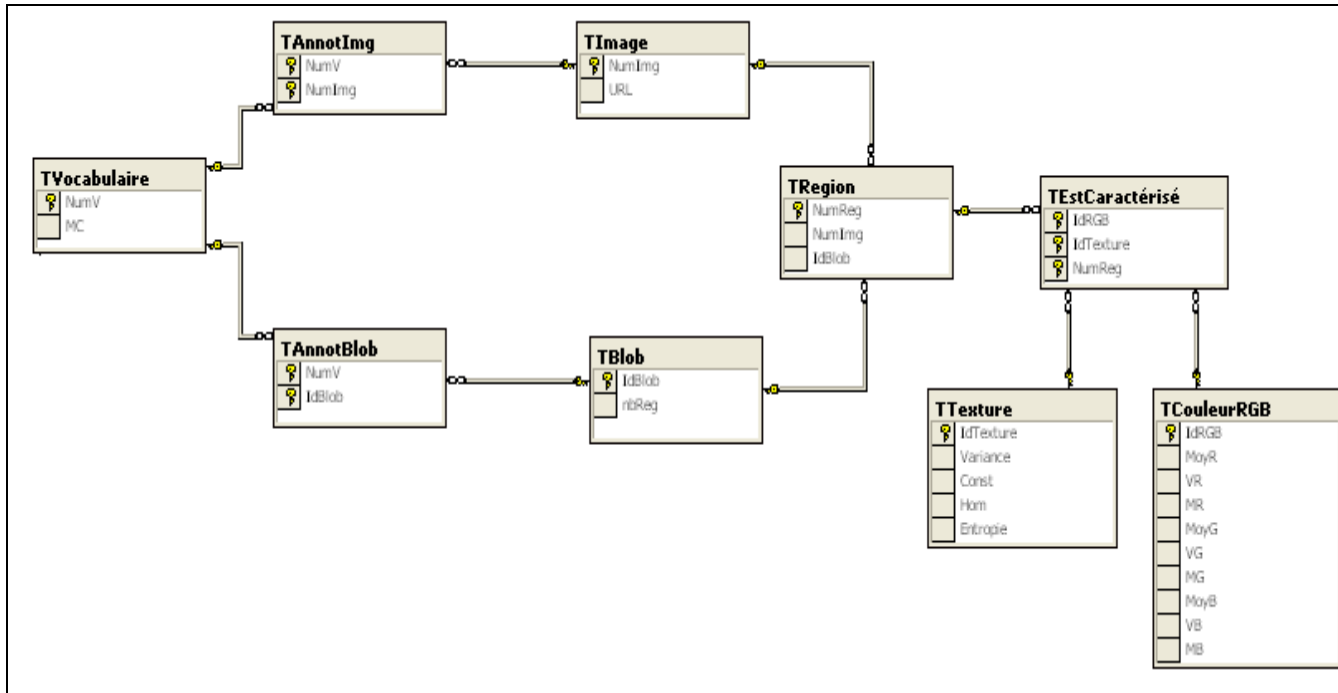 TAnnotImg
NumV
NumImg
TImage
NumImg
URL
TVocabulaire
NumV
MC
TRegion
NumReg
NumImg
IdBlob
TEstCaractérisé
IdRGB
IdTexture
NumReg
TAnnotBlob
NumV
IdBlob
TBlob
IdBlob
nbReg
TTexture
IdTexture
Variance
Const
Hom
Entropie
TCouleurRGB
IdRGB
MoyR
VR
MR
MoyG
VG
MG
MoyB
VB
MB